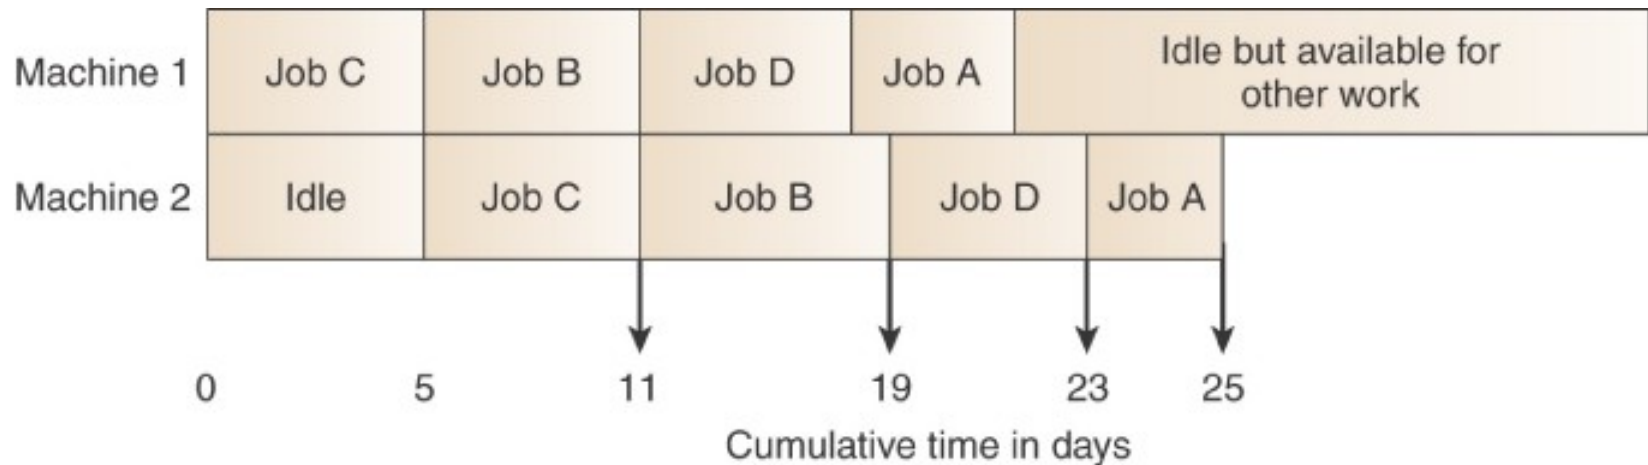 Machine 1
Job C
Job B
Job D
Job A
Idle but available for
other work
Machine 2
Idle
Job C
Job B
Job D
Job A
0 5 11 19 23 25
Cumulative time in days